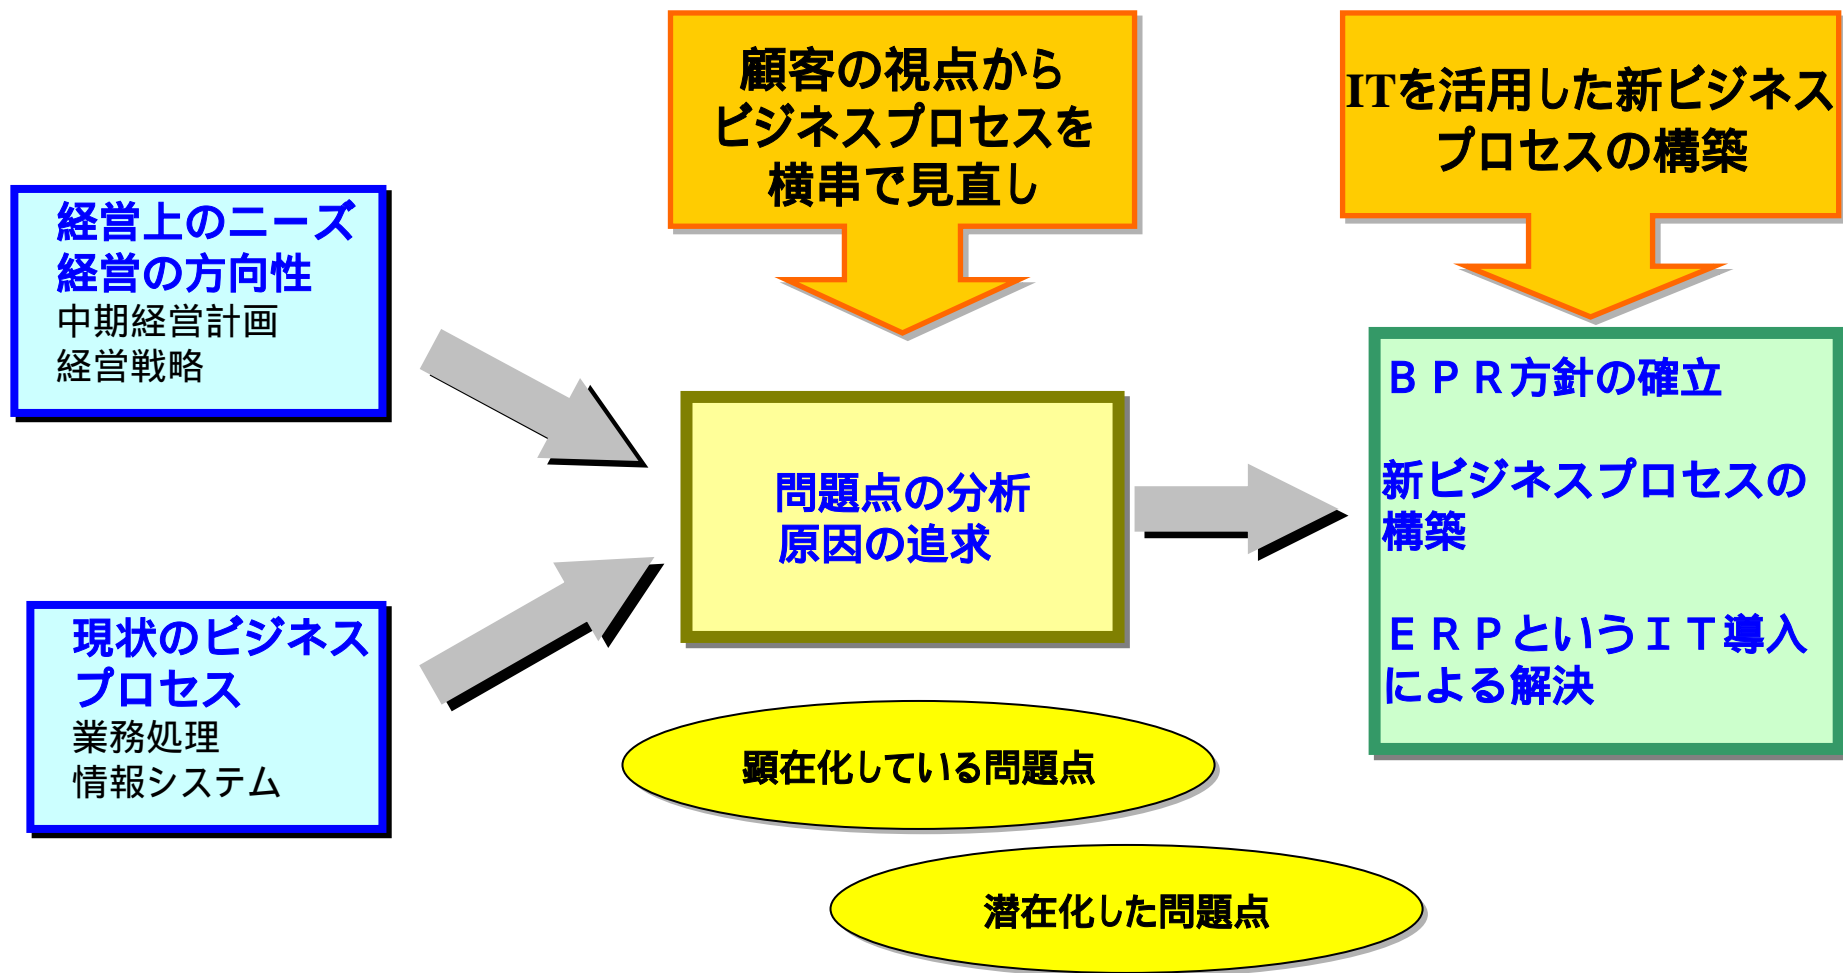 顧客の視点から
ビジネスプロセスを
横串で見直し
ITを活用した新ビジネス
プロセスの構築
経営上のニーズ
経営の方向性
中期経営計画
経営戦略
現状のビジネス
プロセス
業務処理
情報システム
問題点の分析
原因の追求
ＢＰＲ方針の確立
新ビジネスプロセスの
構築
ＥＲＰというＩＴ導入
による解決
顕在化している問題点
潜在化した問題点